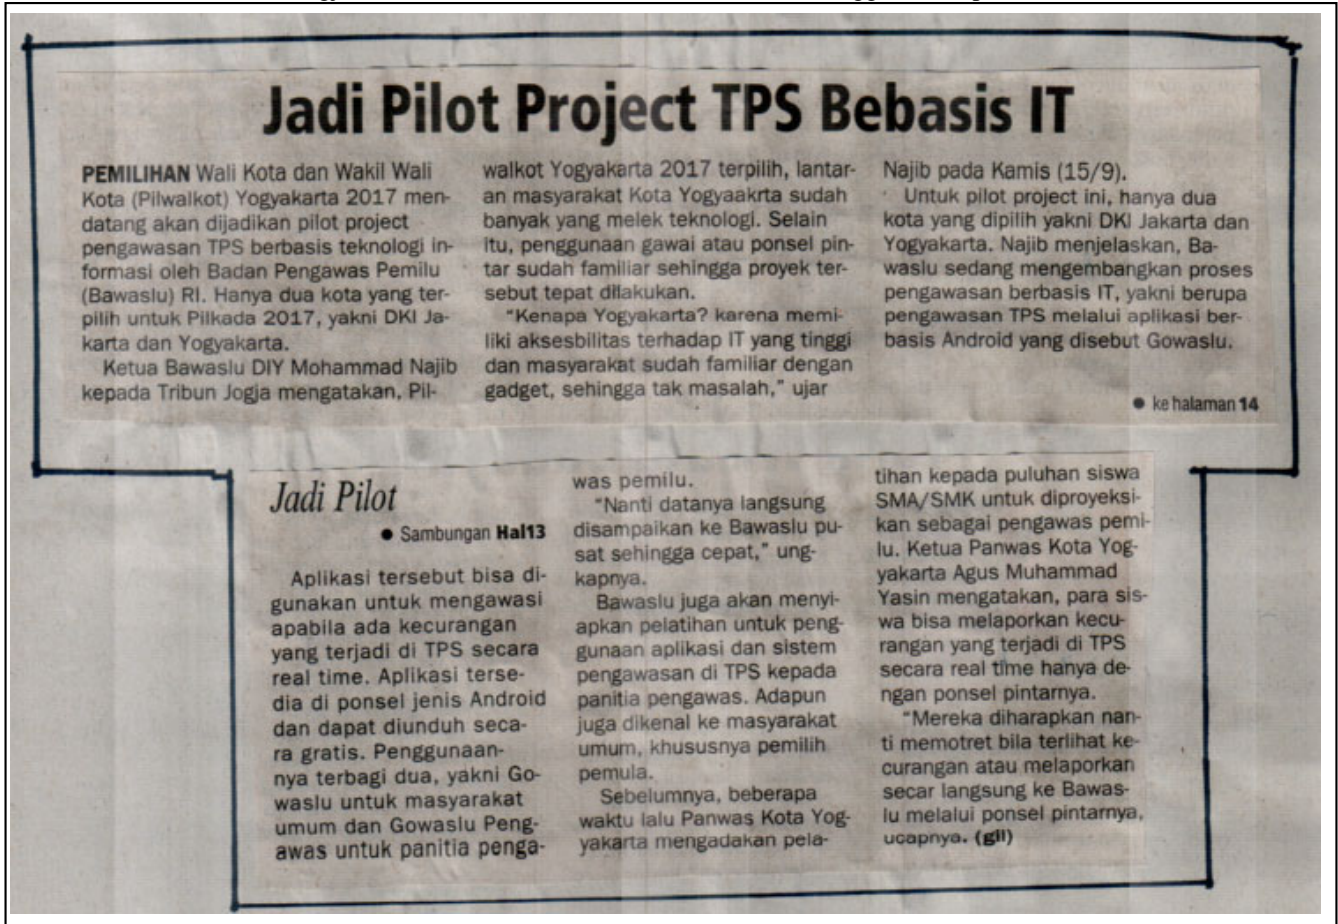 Jadi Pilot Project TPS Bebasis IT
PEMILIHAN Wali Kota dan Wakil Wali
Kota (Pilwalkot) Yogyakarta 2017 men-
datang akan dijadikan pilot project
pengawasan TPS berbasis teknologi in-
formasi oleh Badan Pengawas Pemilu
(Bawaslu) RI. Hanya dua kota yang ter-
pilih untuk Pilkada 2017, yakni DKI Ja-
karta dan Yogyakarta.
Ketua Bawaslu DIY Mohammad Najib
kepada Tribun Jogja mengatakan, Pil-
walkot Yogyakarta 2017 terpilih, lantar-
an masyarakat Kota Yogyaakrta sudah
banyak yang melek teknologi. Selain
itu, penggunaan gawai atau ponsel pin-
tar sudah familiar sehingga proyek ter-
sebut tepat dilakukan.
"Kenapa Yogyakarta? karena memi-
liki aksesbilitas terhadap IT yang tinggi
dan masyarakat sudah familiar dengan
gadget, sehingga tak masalah," ujar
Najib pada Kamis (15/9).
Untuk pilot project ini, hanya dua
kota yang dipilih yakni DKI Jakarta dan
Yogyakarta. Najib menjelaskan, Ba-
waslu sedang mengembangkan proses
pengawasan berbasis IT, yakni berupa
pengawasan TPS melalui aplikasi ber-
basis Android yang disebut Gowaslu.
● ke halaman 14
Jadi Pilot
● Sambungan Hal13
Aplikasi tersebut bisa di-
gunakan untuk mengawasi
apabila ada kecurangan
yang terjadi di TPS secara
real time. Aplikasi terse-
dia di ponsel jenis Android
dan dapat diunduh seca-
ra gratis. Penggunaan-
nya terbagi dua, yakni Go-
waslu untuk masyarakat
umum dan Gowaslu Peng-
awas untuk panitia penga-
was pemilu.
"Nanti datanya langsung
disampaikan ke Bawaslu pu-
sat sehingga cepat," ung-
kapnya.
Bawaslu juga akan menyi-
apkan pelatihan untuk peng-
gunaan aplikasi dan sistem
pengawasan di TPS kepada
panitia pengawas. Adapun
juga dikenal ke masyarakat
umum, khususnya pemilih
pemula.
Sebelumnya, beberapa
waktu lalu Panwas Kota Yog-
yakarta mengadakan pela-
tihan kepada puluhan siswa
SMA/SMK untuk diproyeksi-
kan sebagai pengawas pemi-
lu. Ketua Panwas Kota Yog-
yakarta Agus Muhammad
Yasin mengatakan, para sis-
wa bisa melaporkan kecu-
rangan yang terjadi di TPS
secara real time hanya de-
ngan ponsel pintarnya.
"Mereka diharapkan nan-
ti memotret bila terlihat ke-
curangan atau melaporkan
secar langsung ke Bawas-
lu melalui ponsel pintarnya,
ucapnya. (gll)